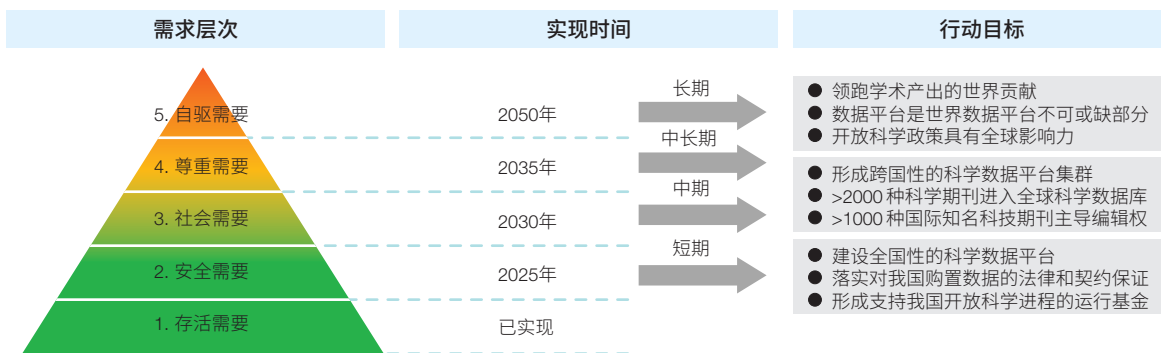 需求层次
实现时间
行动目标
5. 自驱需要
2050年
长期
● 领跑学术产出的世界贡献
● 数据平台是世界数据平台不可或缺部分
● 开放科学政策具有全球影响力
4. 尊重需要
2035年
中长期
● 形成跨国性的科学数据平台集群
● >2000 种科学期刊进入全球科学数据库
● >1000 种国际知名科技期刊主导编辑权
3. 社会需要
2030年
中期
2. 安全需要
2025年
短期
● 建设全国性的科学数据平台
● 落实对我国购置数据的法律和契约保证
● 形成支持我国开放科学进程的运行基金
1. 存活需要
已实现